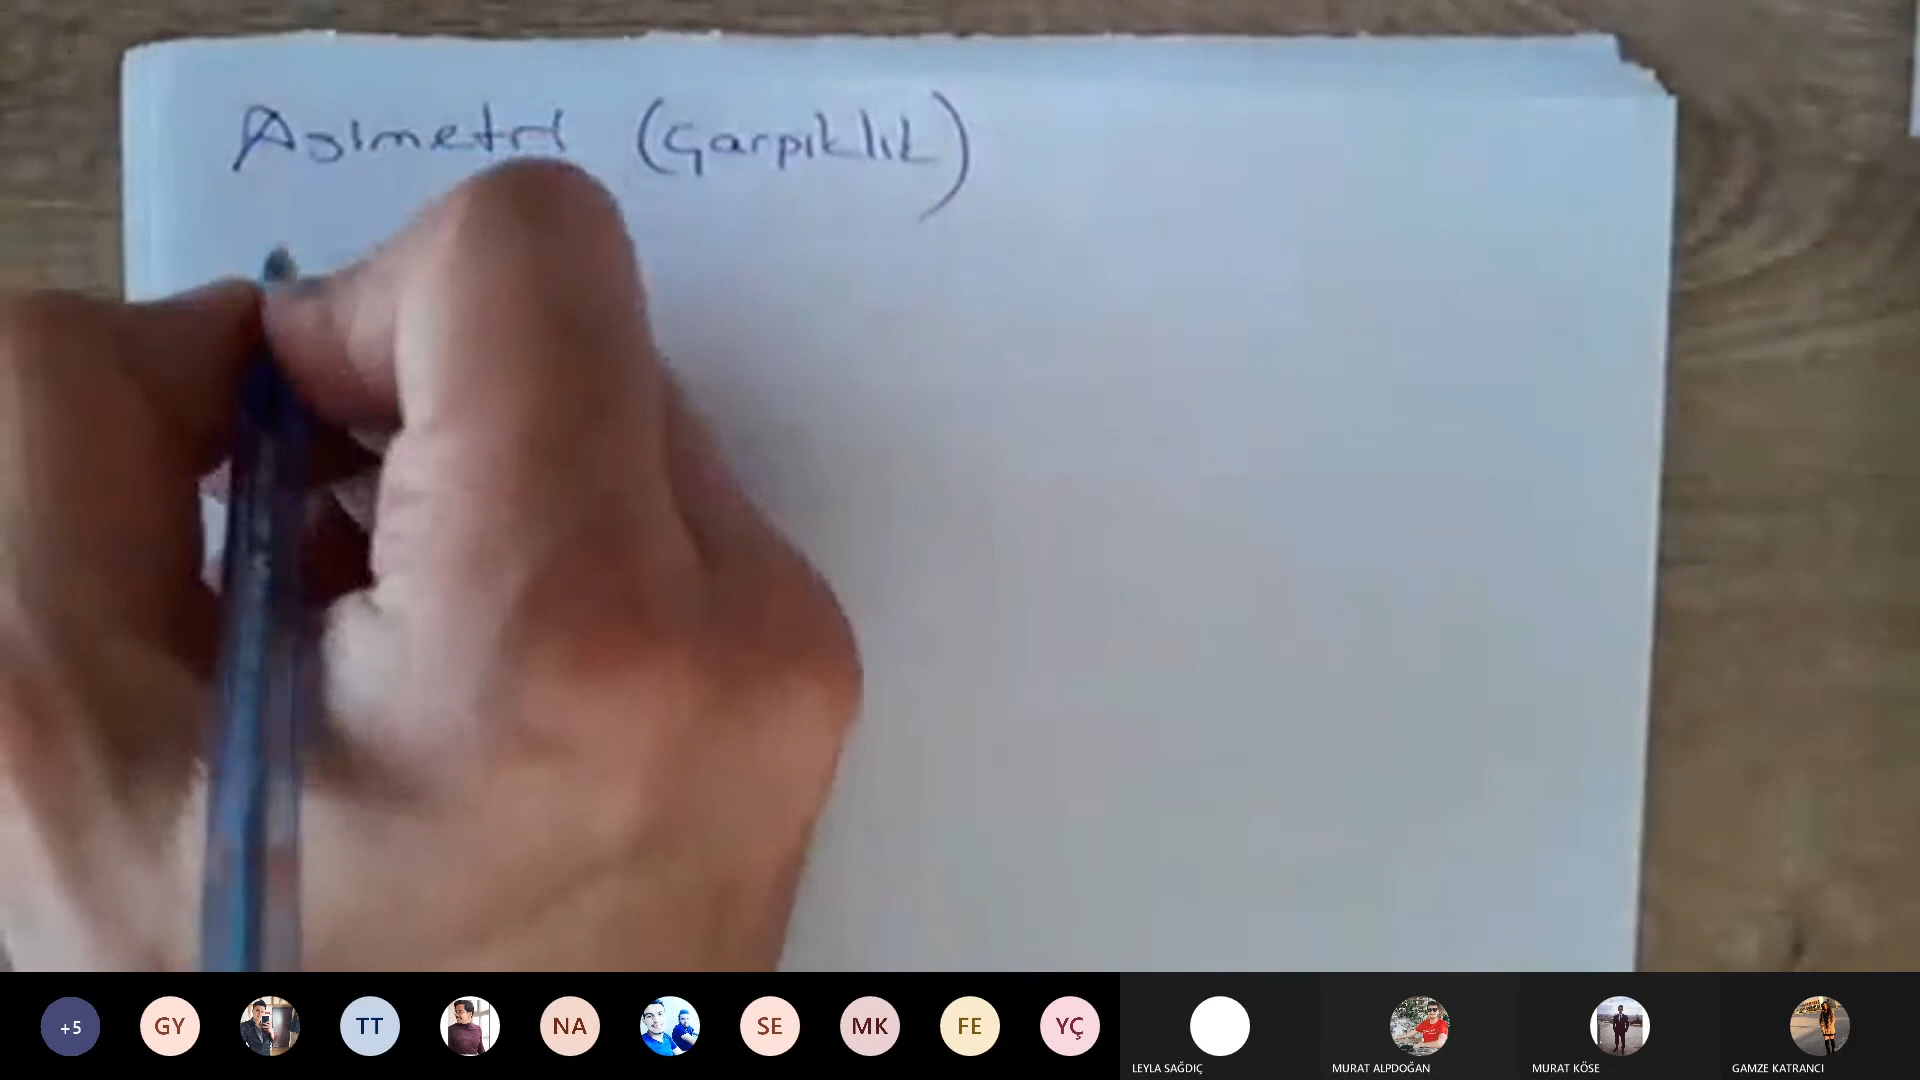 Asimetri (Çarpıklık)
+5 GY TT NA SE MK FE YÇ
LEYLA SAĞDIÇ MURAT ALPDOĞAN MURAT KÖSE GAMZE KATRANCI